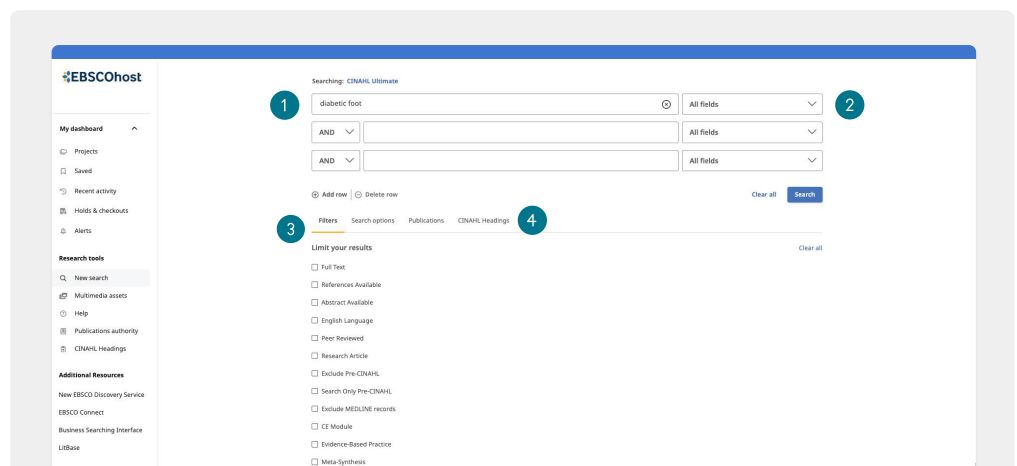 EBSCOhost
My dashboard
Projects
Saved
Recent activity
Holds & checkouts
Alerts
Research tools
New search
Multimedia assets
Help
Publications authority
CINAHL Headings
Additional Resources
New EBSCO Discovery Service
EBSCO Connect
Business Searching Interface
LitBase
Searching: CINAHL Ultimate
1
diabetic foot
All fields
2
AND
All fields
AND
All fields
Add row
Delete row
Clear all
Search
3
Filters
Search options
Publications
CINAHL Headings
4
Limit your results
Clear all
Full Text
References Available
Abstract Available
English Language
Peer Reviewed
Research Article
Exclude Pre-CINAHL
Search Only Pre-CINAHL
Exclude MEDLINE records
CE Module
Evidence-Based Practice
Meta-Synthesis